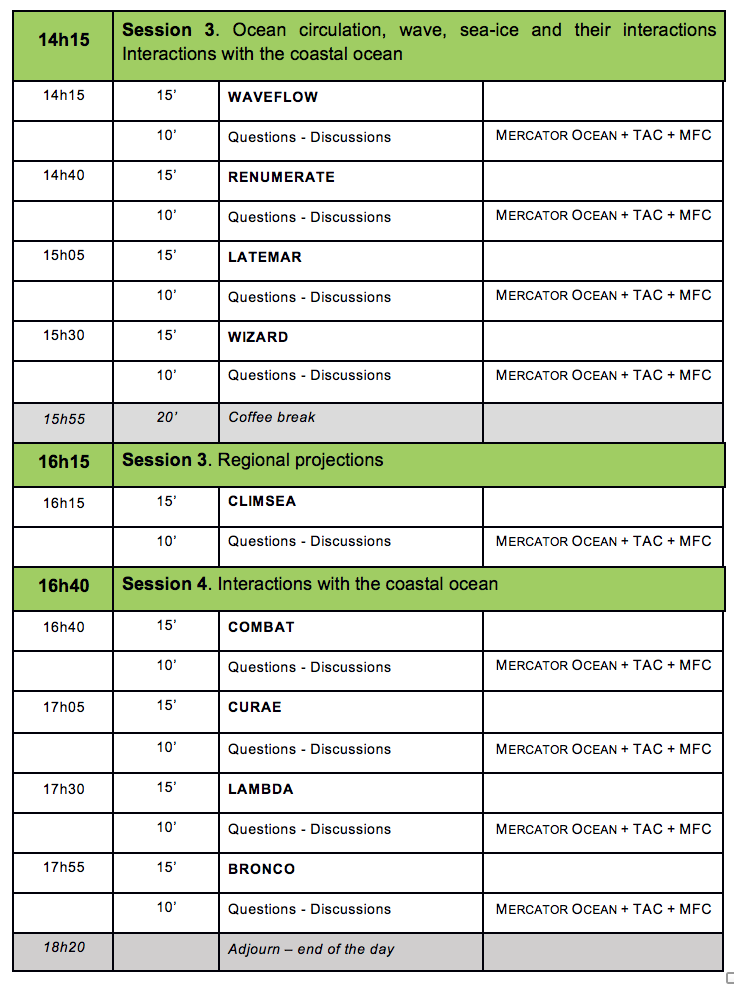 14h15 Session 3. Ocean circulation, wave, sea-ice and their interactions
Interactions with the coastal ocean
14h15 15’ WAVEFLOW
10’ Questions - Discussions MERCATOR OCEAN + TAC + MFC
14h40 15’ RENUMERATE
10’ Questions - Discussions MERCATOR OCEAN + TAC + MFC
15h05 15’ LATEMAR
10’ Questions - Discussions MERCATOR OCEAN + TAC + MFC
15h30 15’ WIZARD
10’ Questions - Discussions MERCATOR OCEAN + TAC + MFC
15h55 20’ Coffee break
16h15 Session 3. Regional projections
16h15 15’ CLIMSEA
10’ Questions - Discussions MERCATOR OCEAN + TAC + MFC
16h40 Session 4. Interactions with the coastal ocean
16h40 15’ COMBAT
10’ Questions - Discussions MERCATOR OCEAN + TAC + MFC
17h05 15’ CURAE
10’ Questions - Discussions MERCATOR OCEAN + TAC + MFC
17h30 15’ LAMBDA
10’ Questions - Discussions MERCATOR OCEAN + TAC + MFC
17h55 15’ BRONCO
10’ Questions - Discussions MERCATOR OCEAN + TAC + MFC
18h20 Adjourn – end of the day